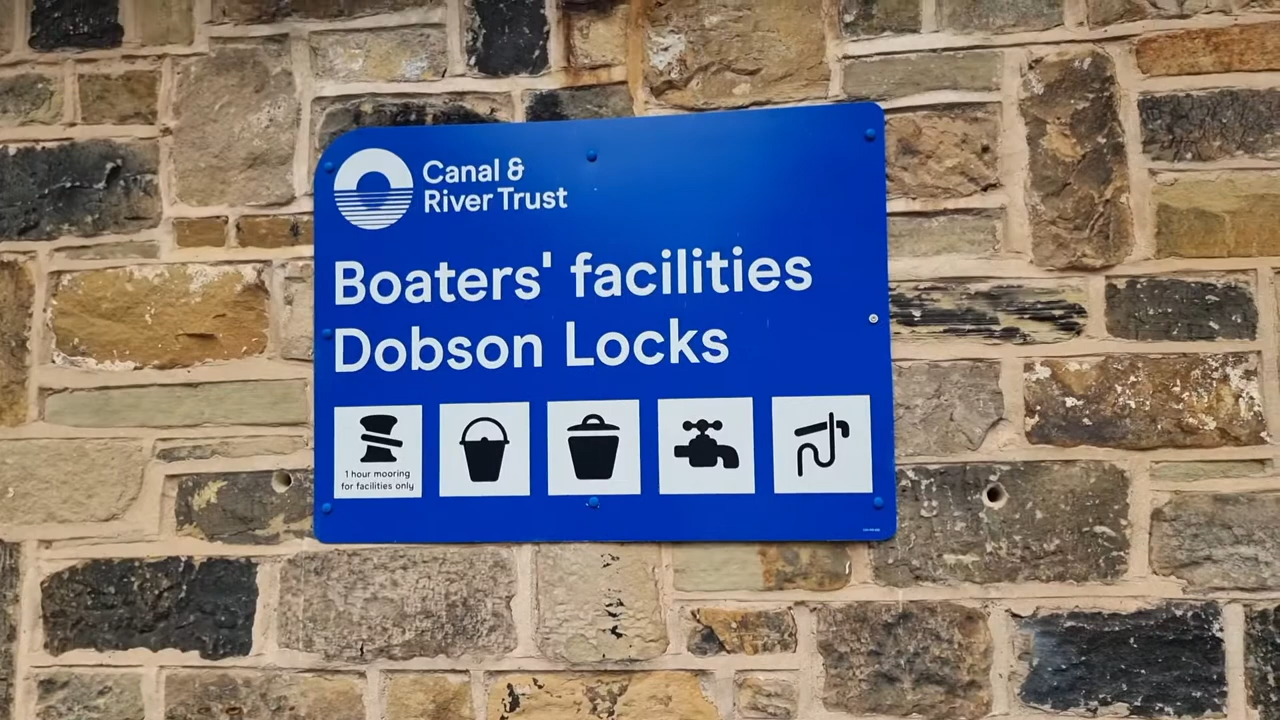 Canal &
River Trust
Boaters' facilities
Dobson Locks
1 hour mooring
for facilities only